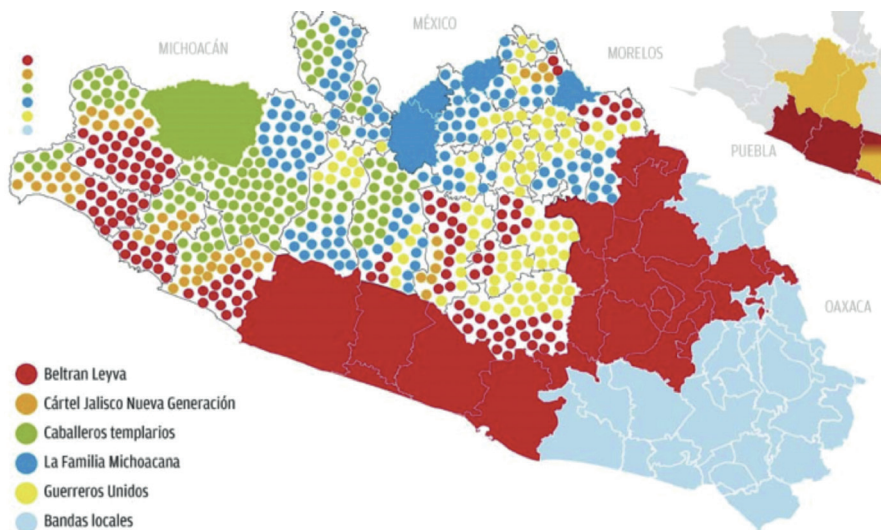 MÉXICO
MICHOACÁN
MORELOS
PUEBLA
OAXACA
Beltran Leyva
Cártel Jalisco Nueva Generación
Caballeros templarios
La Familia Michoacana
Guerreros Unidos
Bandas locales